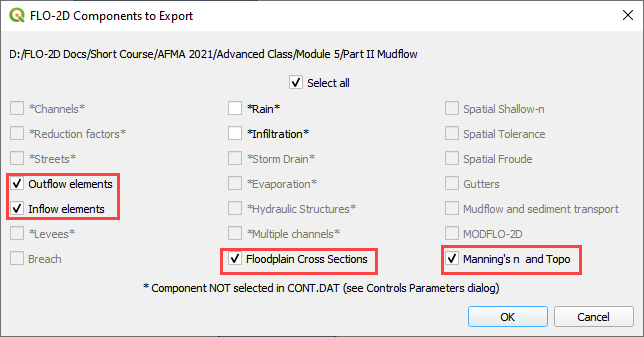 FLO-2D Components to Export
D:/FLO-2D Docs/Short Course/AFMA 2021/Advanced Class/Module 5/Part II Mudflow
Select all
*Channels*
*Rain*
Spatial Shallow-n
*Reduction factors*
*Infiltration*
Spatial Tolerance
*Streets*
*Storm Drain*
Spatial Froude
Outflow elements
*Evaporation*
Gutters
Inflow elements
*Hydraulic Structures*
Mudflow and sediment transport
*Levees*
*Multiple channels*
MODFLO-2D
Breach
Floodplain Cross Sections
Manning's n and Topo
* Component NOT selected in CONT.DAT (see Controls Parameters dialog)
OK
Cancel